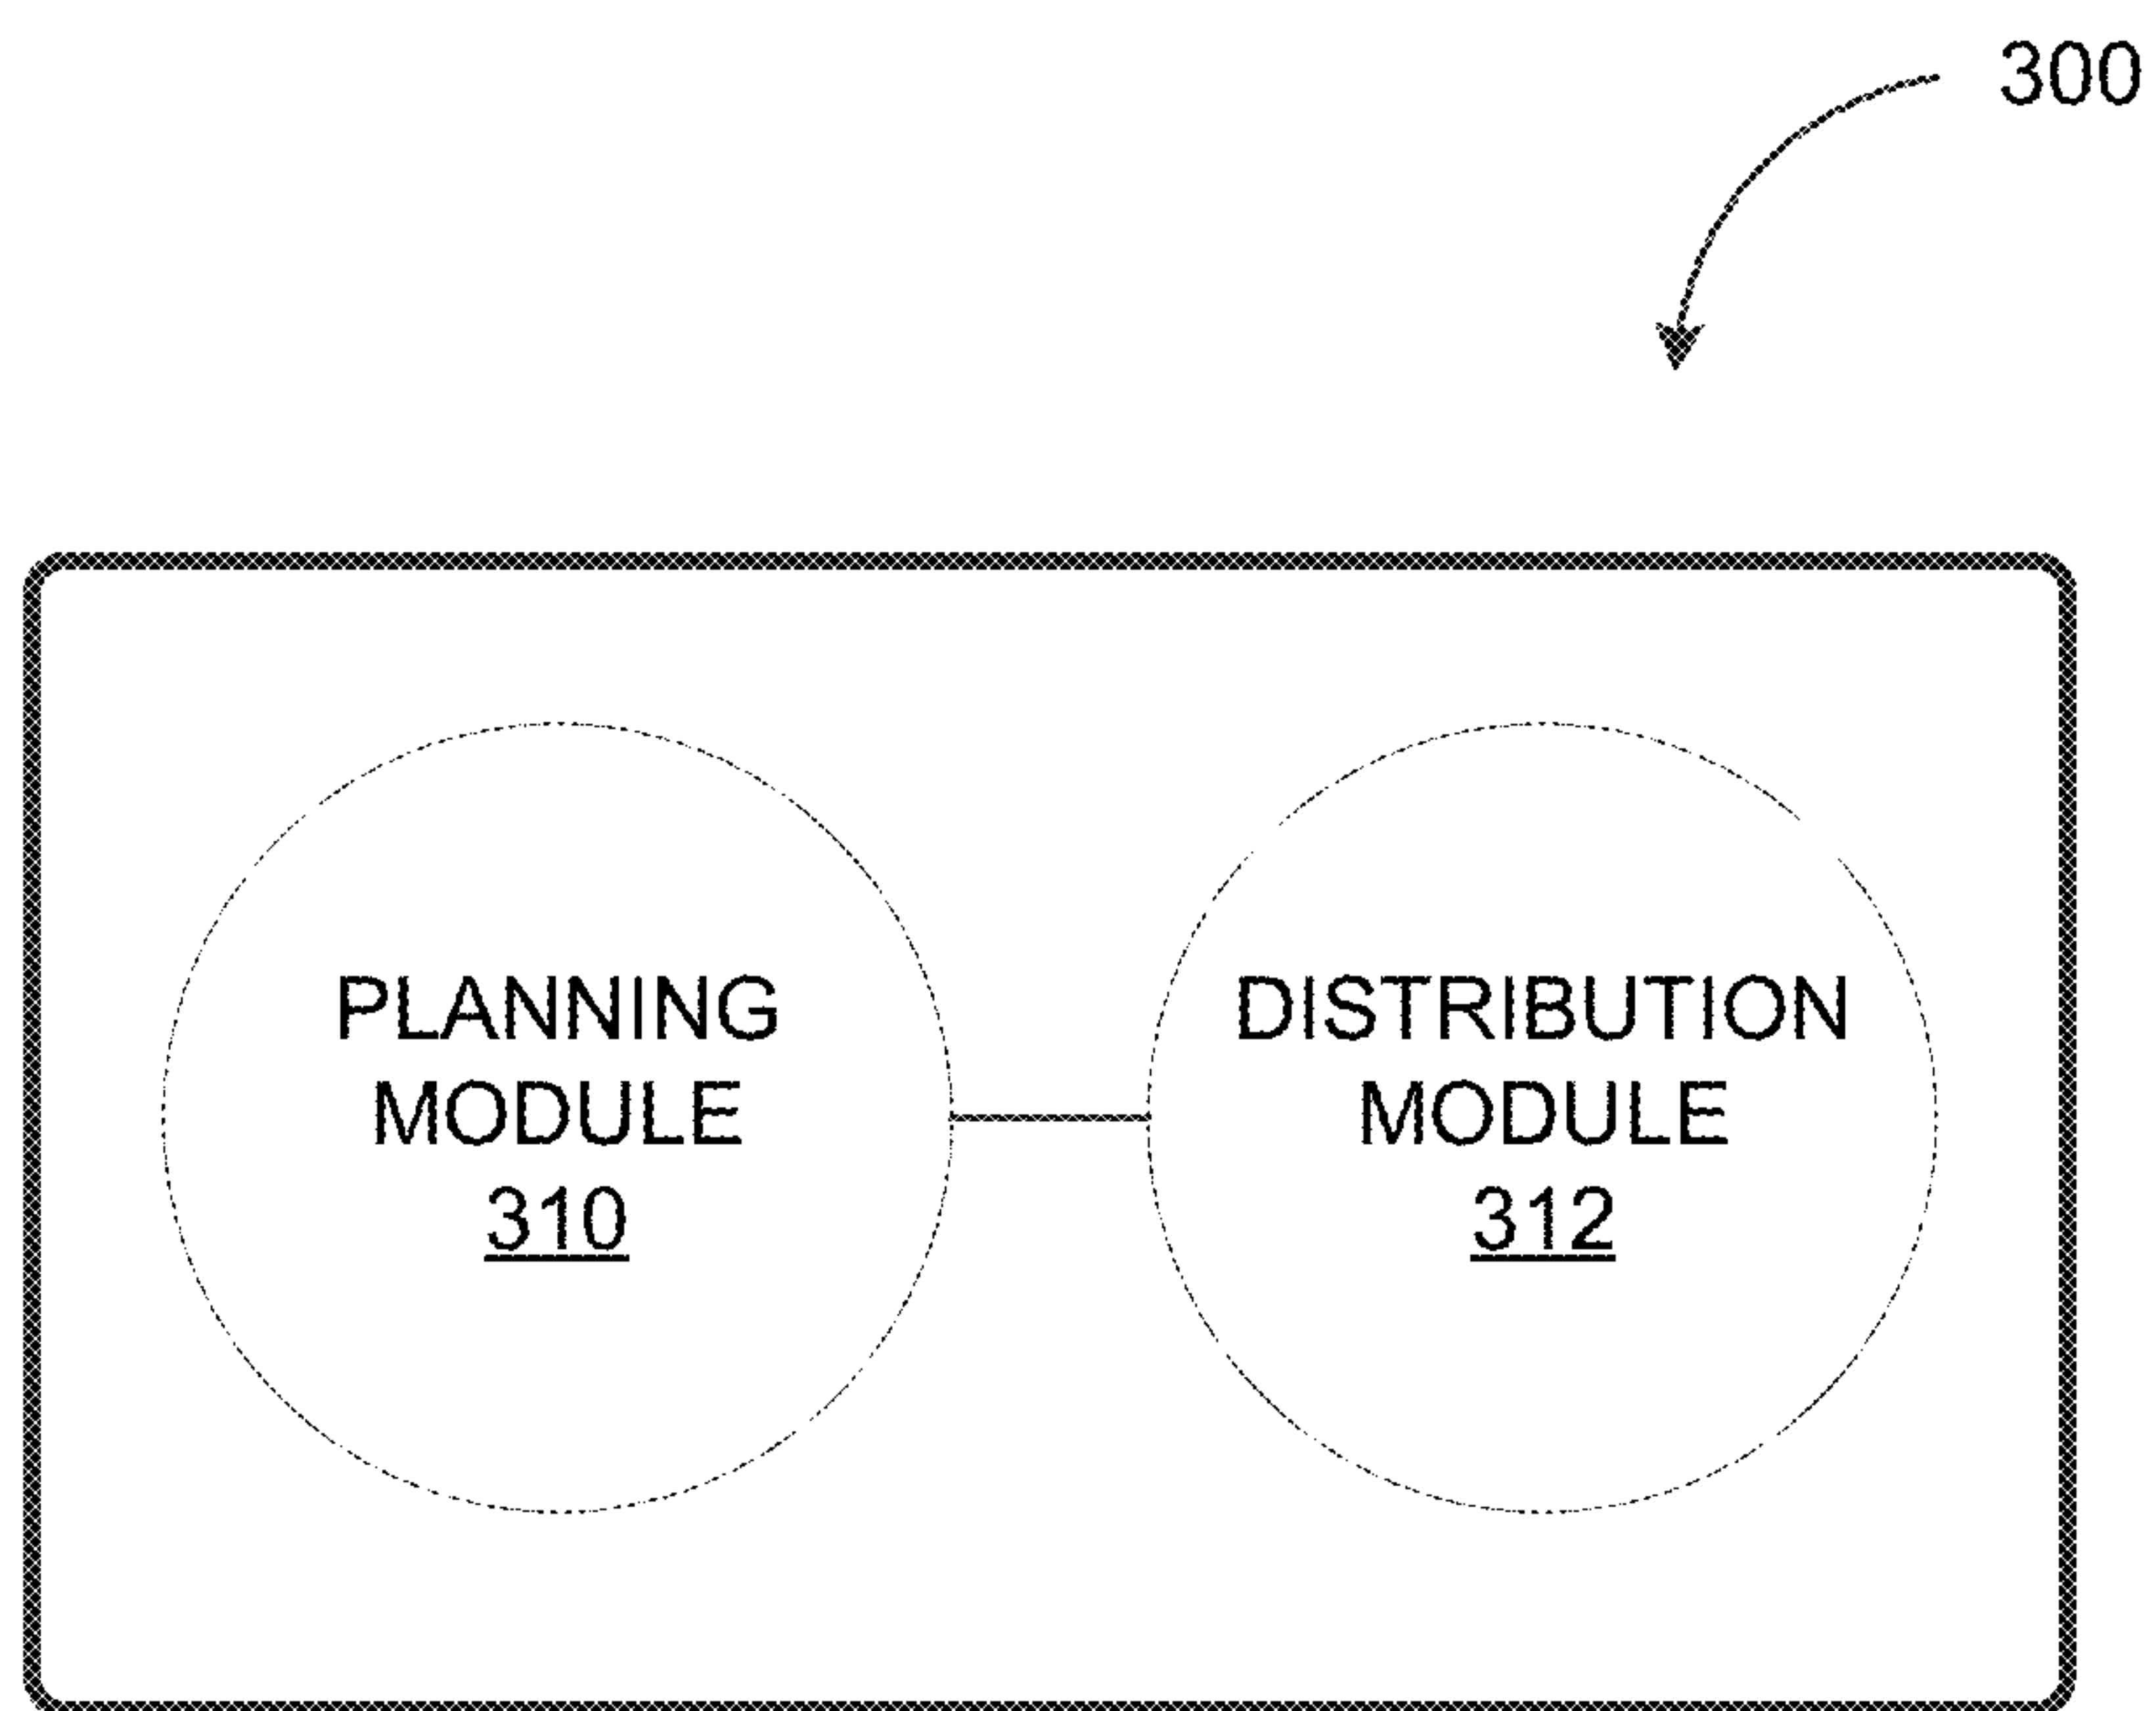 300
PLANNING
MODULE
310
DISTRIBUTION
MODULE
312